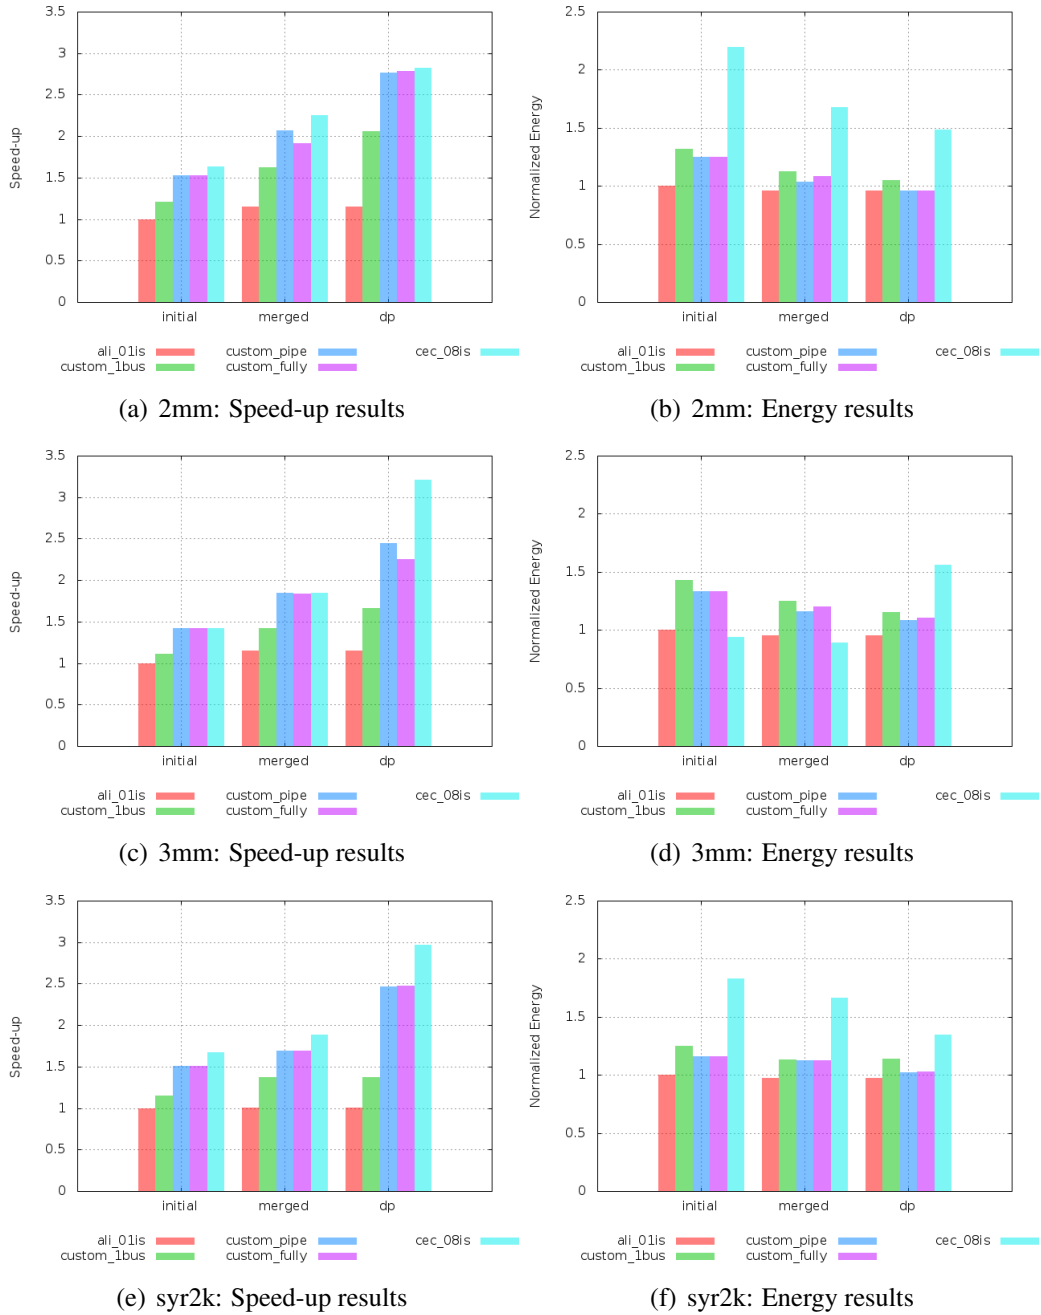 3.5
3
2.5
2
1.5
1
0.5
0
Speed-up
initial merged dp
ali_01is custom_pipe cec_08is
custom_1bus custom_fully
(a) 2mm: Speed-up results
2.5
2
1.5
1
0.5
0
Normalized Energy
initial merged dp
ali_01is custom_pipe cec_08is
custom_1bus custom_fully
(b) 2mm: Energy results
3.5
3
2.5
2
1.5
1
0.5
0
Speed-up
initial merged dp
ali_01is custom_pipe cec_08is
custom_1bus custom_fully
(c) 3mm: Speed-up results
2.5
2
1.5
1
0.5
0
Normalized Energy
initial merged dp
ali_01is custom_pipe cec_08is
custom_1bus custom_fully
(d) 3mm: Energy results
3.5
3
2.5
2
1.5
1
0.5
0
Speed-up
initial merged dp
ali_01is custom_pipe cec_08is
custom_1bus custom_fully
(e) syr2k: Speed-up results
2.5
2
1.5
1
0.5
0
Normalized Energy
initial merged dp
ali_01is custom_pipe cec_08is
custom_1bus custom_fully
(f) syr2k: Energy results